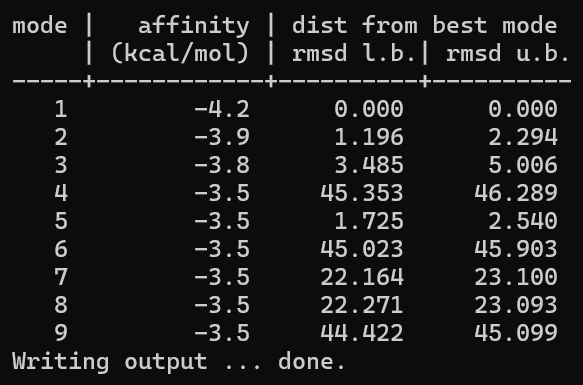 mode |   affinity | dist from best mode
     | (kcal/mol) | rmsd l.b.| rmsd u.b.
-----+------------+----------+----------
   1       -4.2      0.000      0.000
   2       -3.9      1.196      2.294
   3       -3.8      3.485      5.006
   4       -3.5     45.353     46.289
   5       -3.5      1.725      2.540
   6       -3.5     45.023     45.903
   7       -3.5     22.164     23.100
   8       -3.5     22.271     23.093
   9       -3.5     44.422     45.099
Writing output ... done.